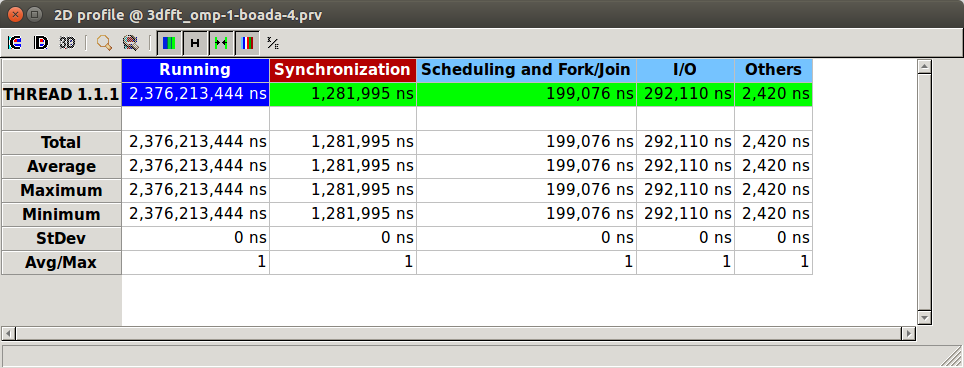 2D profile @ 3dfft_omp-1-boada-4.prv
3D
Running Synchronization Scheduling and Fork/Join I/O Others
THREAD 1.1.1 2,376,213,444 ns 1,281,995 ns 199,076 ns 292,110 ns 2,420 ns
Total 2,376,213,444 ns 1,281,995 ns 199,076 ns 292,110 ns 2,420 ns
Average 2,376,213,444 ns 1,281,995 ns 199,076 ns 292,110 ns 2,420 ns
Maximum 2,376,213,444 ns 1,281,995 ns 199,076 ns 292,110 ns 2,420 ns
Minimum 2,376,213,444 ns 1,281,995 ns 199,076 ns 292,110 ns 2,420 ns
StDev 0 ns 0 ns 0 ns 0 ns 0 ns
Avg/Max 1 1 1 1 1